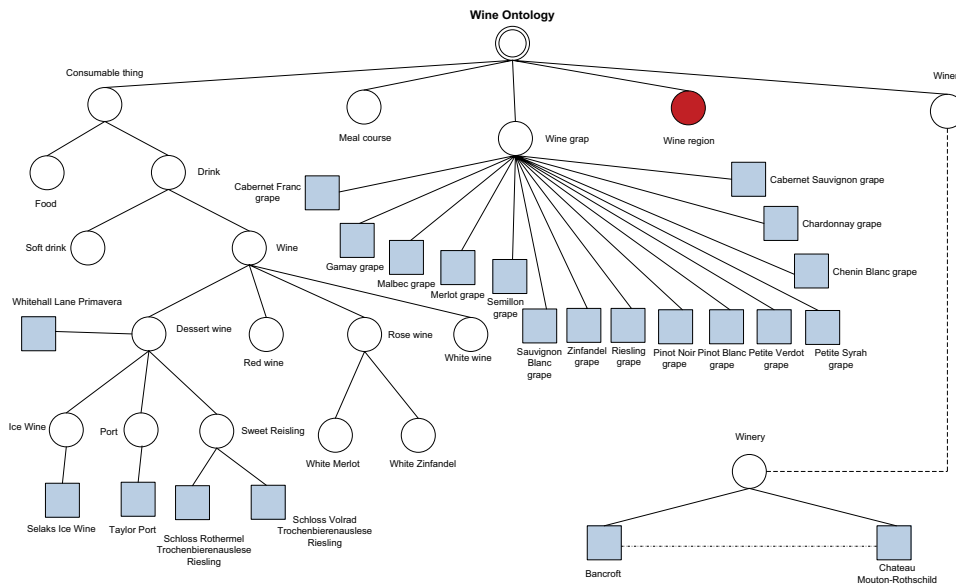 Wine Ontology
Consumable thing
Winery
Meal course
Wine grap
Wine region
Food
Drink
Cabernet Franc
grape
Cabernet Sauvignon grape
Chardonnay grape
Soft drink
Wine
Gamay grape
Malbec grape
Merlot grape
Semillon
grape
Chenin Blanc grape
Whitehall Lane Primavera
Dessert wine
Red wine
Rose wine
White wine
Sauvignon
Blanc
grape
Zinfandel
grape
Riesling
grape
Pinot Noir
grape
Pinot Blanc
grape
Petite Verdot
grape
Petite Syrah
grape
Ice Wine
Port
Sweet Reisling
White Merlot
White Zinfandel
Winery
Selaks Ice Wine
Taylor Port
Schloss Rothermel
Trochenbierenauslese
Riesling
Schloss Volrad
Trochenbierenauslese
Riesling
Bancroft
Chateau
Mouton-Rothschild